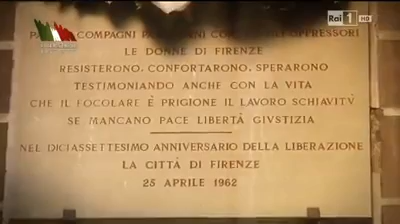 Rai 1 HD
COMPAGNI OPPRESSORI
LE DONNE DI FIRENZE
RESISTERONO, CONFORTARONO, SPERARONO
TESTIMONIANDO ANCHE CON LA VITA
CHE IL FOCOLARE È PRIGIONE IL LAVORO SCHIAVITV
SE MANCANO PACE LIBERTÀ GIVSTIZIA
NEL DICIASSETTESIMO ANNIVERSARIO DELLA LIBERAZIONE
LA CITTÀ DI FIRENZE
25 APRILE 1962